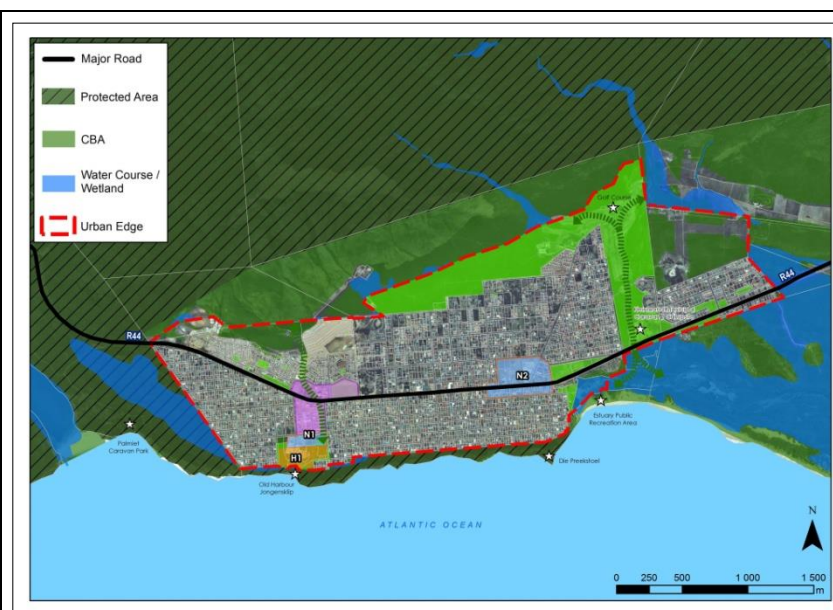 Major Road
Protected Area
CBA
Water Course /
Wetland
Urban Edge
Golf Course
R44
R44
N2
N1
H1
Estuary Public
Recreation Area
Palmiet
Caravan Park
Die Preekstoel
Old Harbour
Jongensklip
ATLANTIC OCEAN
N
0 250 500 1 000 1 500
m